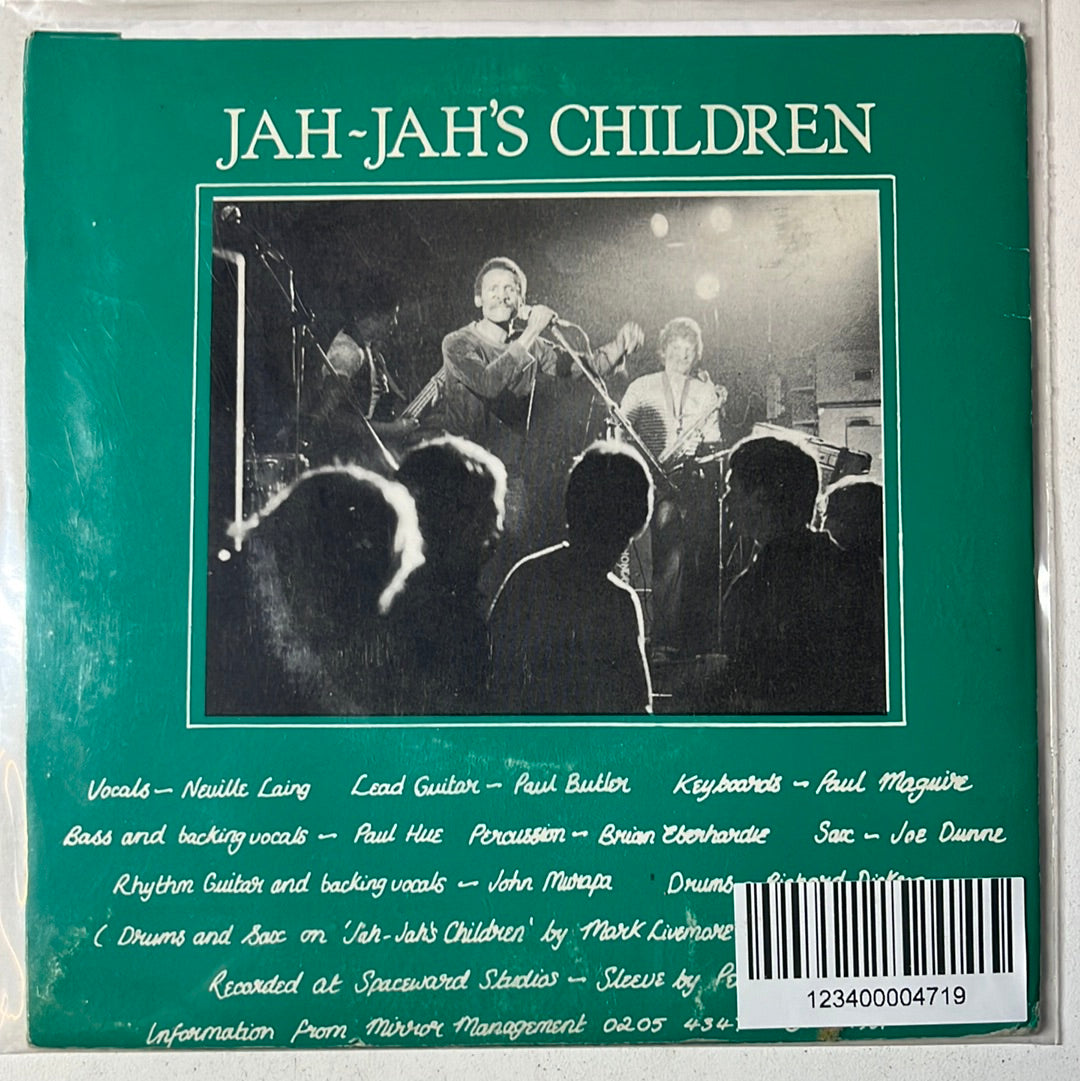 JAH~JAH'S CHILDREN
Vocals – Neville Laing Lead Guitar – Paul Butler Keyboards – Paul Maguire
Bass and backing vocals – Paul Hue Percussion – Brian Eberhardie Sax – Joe Dunne
Rhythm Guitar and backing vocals – John Murapa Drums – Richard
( Drums and Sax on 'Jah-Jah's Children' by Mark Livemore
Recorded at Spaceward Studios – Sleeve by
Information from Mirror Management 0205
123400004719